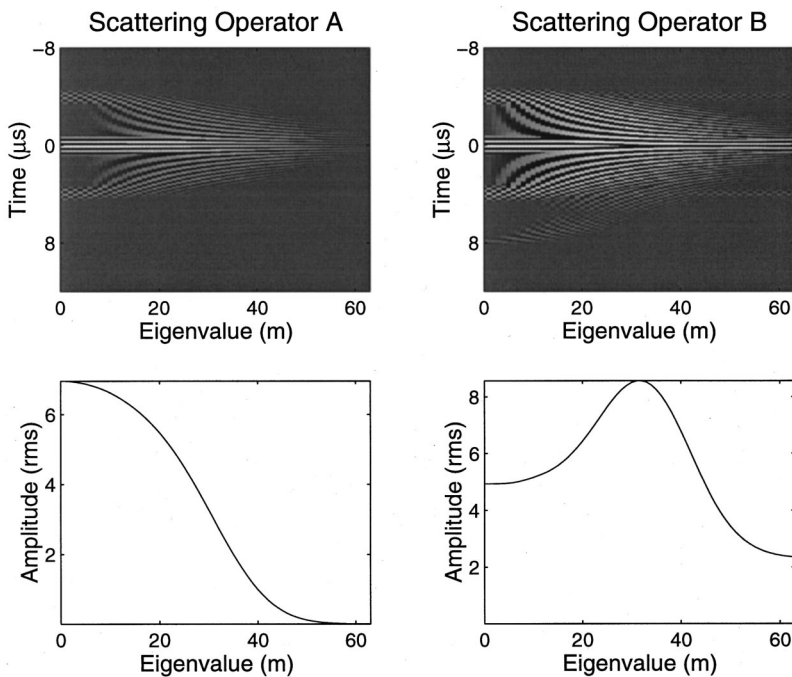 Scattering Operator A
Scattering Operator B
-8
0
8
Time (µs)
0
20
40
60
Eigenvalue (m)
-8
0
8
Time (µs)
0
20
40
60
Eigenvalue (m)
6
4
2
Amplitude (rms)
0
20
40
60
Eigenvalue (m)
8
6
4
2
Amplitude (rms)
0
20
40
60
Eigenvalue (m)